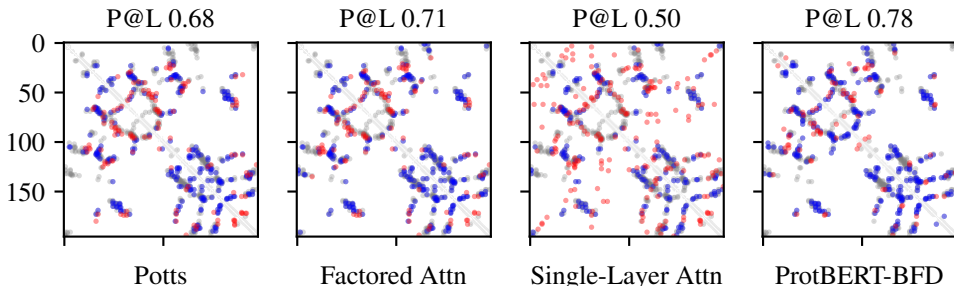 P@L 0.68 P@L 0.71 P@L 0.50 P@L 0.78
0
50
100
150
Potts Factored Attn Single-Layer Attn ProtBERT-BFD